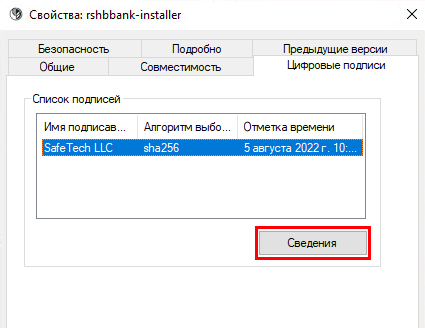 Свойства: rshbbank-installer
Безопасность Подробно Предыдущие версии
Общие Совместимость Цифровые подписи
Список подписей
Имя подписав... Алгоритм выбо... Отметка времени
SafeTech LLC sha256 5 августа 2022 г. 10:...
Сведения